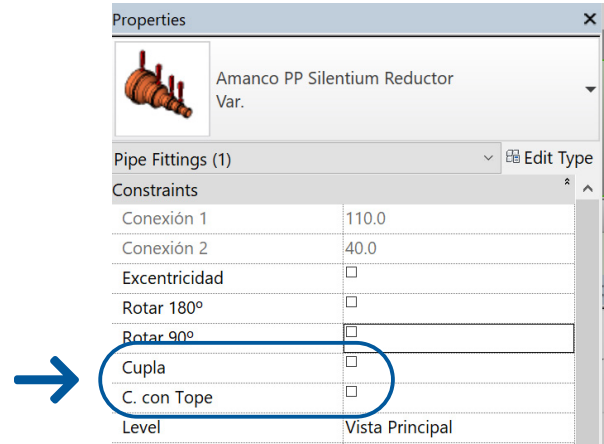 Properties
Amanco PP Silentium Reductor
Var.
Pipe Fittings (1)
Edit Type
Constraints
Conexión 1 110.0
Conexión 2 40.0
Excentricidad
Rotar 180º
Rotar 90º
Cupla
C. con Tope
Level Vista Principal